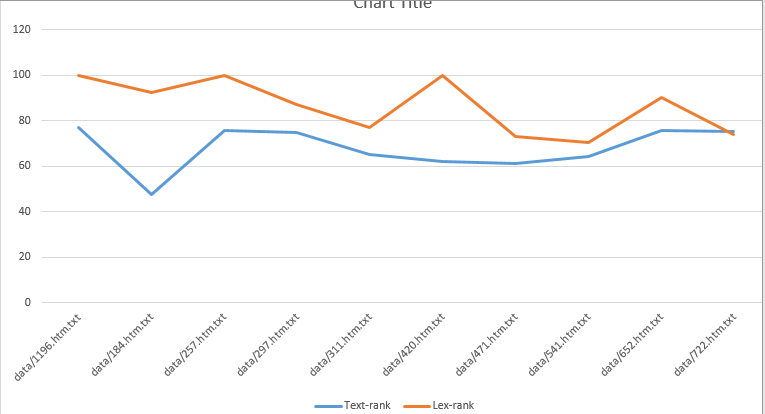 Chart Title
120
100
80
60
40
20
0
data/1196.htm.txt
data/184.htm.txt
data/257.htm.txt
data/297.htm.txt
data/311.htm.txt
data/420.htm.txt
data/471.htm.txt
data/541.htm.txt
data/652.htm.txt
data/722.htm.txt
Text-rank Lex-rank